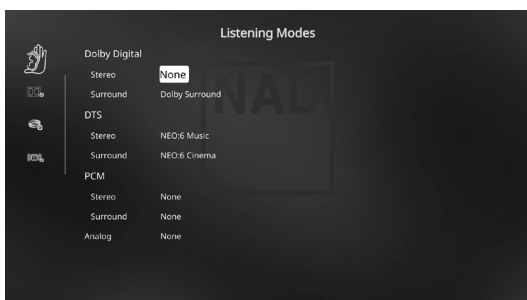 Listening Modes
Dolby Digital
Stereo None
Surround Dolby Surround
DTS
Stereo NEO:6 Music
Surround NEO:6 Cinema
PCM
Stereo None
Surround None
Analog None
NAD